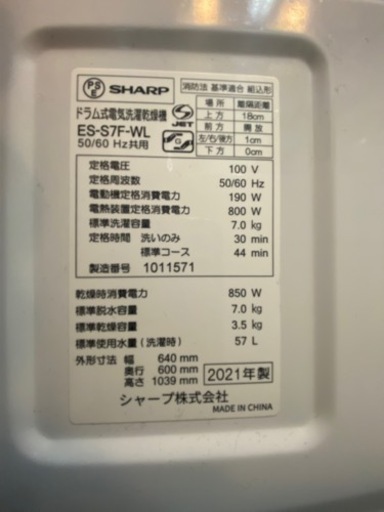 PS E SHARP
ドラム式電気洗濯乾燥機
ES-S7F-WL
50/60 Hz共用
JET
消防法 基準適合 組込形
場所 離隔距離
上方 18cm
前方 開放
左/右/後方 1cm
下方 0cm
定格電圧 100 V
定格周波数 50/60 Hz
電動機定格消費電力 190 W
電熱装置定格消費電力 800 W
標準洗濯容量 7.0 kg
定格時間 洗いのみ 30 min
標準コース 44 min
製造番号 1011571
乾燥時消費電力 850 W
標準脱水容量 7.0 kg
標準乾燥容量 3.5 kg
標準使用水量(洗濯時) 57 L
外形寸法 幅 640 mm
奥行 600 mm
高さ 1039 mm
2021年製
シャープ株式会社
MADE IN CHINA